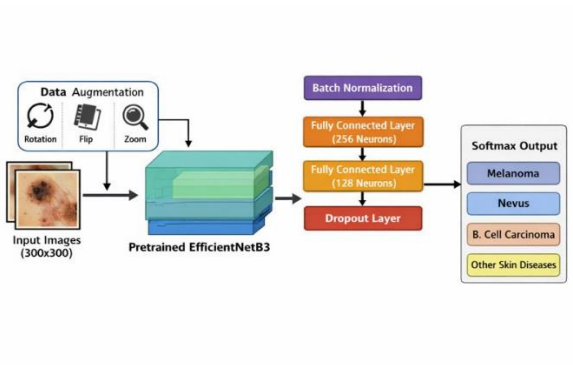 Data Augmentation
Rotation
Flip
Zoom
Input Images
(300x300)
Pretrained EfficientNetB3
Batch Normalization
Fully Connected Layer
(256 Neurons)
Fully Connected Layer
(128 Neurons)
Dropout Layer
Softmax Output
Melanoma
Nevus
B. Cell Carcinoma
Other Skin Diseases